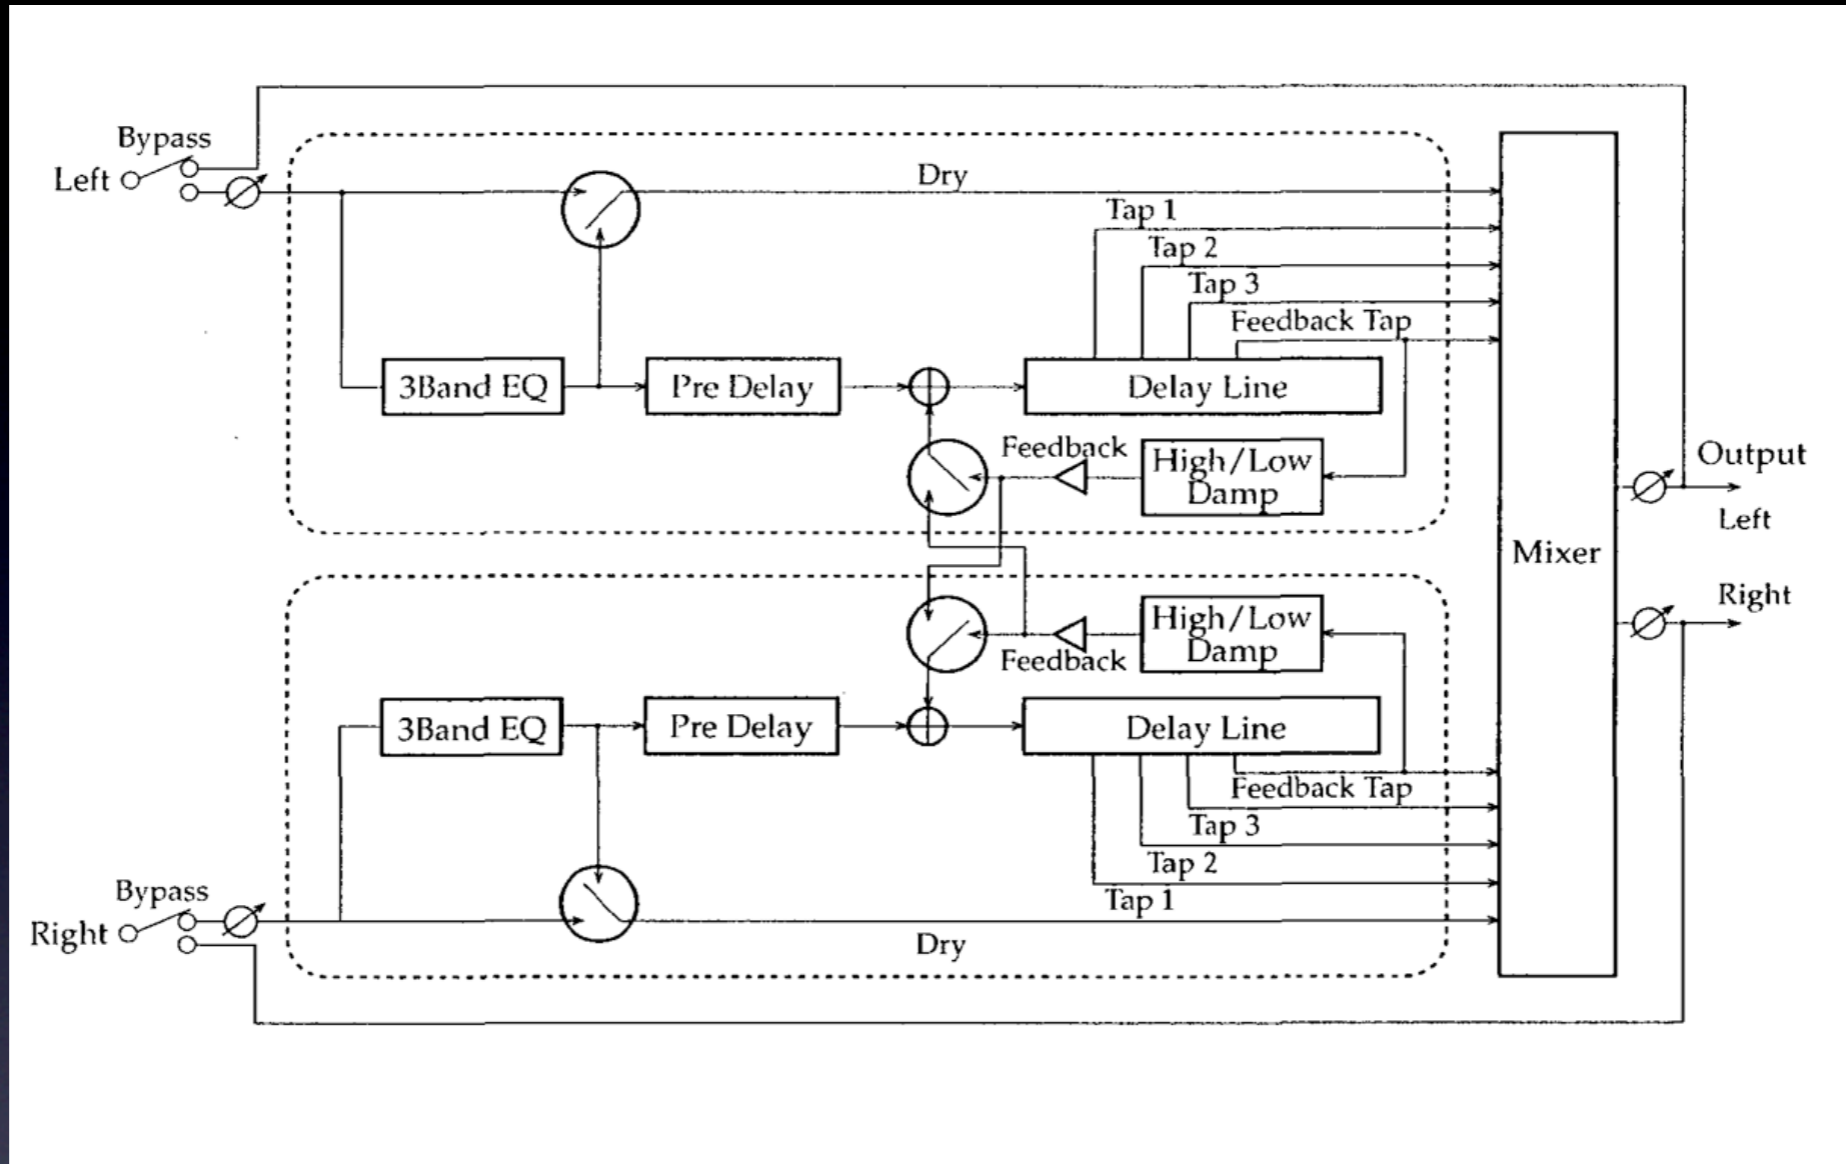 Bypass
Left
Dry
Tap 1
Tap 2
Tap 3
Feedback Tap
3Band EQ
Pre Delay
Delay Line
Feedback
High/Low
Damp
Output
Left
Mixer
Right
High/Low
Damp
Feedback
3Band EQ
Pre Delay
Delay Line
Feedback Tap
Tap 3
Tap 2
Tap 1
Bypass
Right
Dry